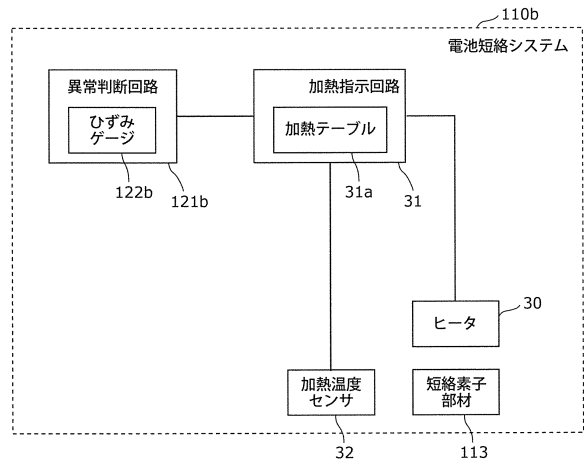 110b
電池短絡システム
異常判断回路
ひずみ
ゲージ
122b
121b
加熱指示回路
加熱テーブル
31a
31
ヒータ
30
加熱温度
センサ
32
短絡素子
部材
113